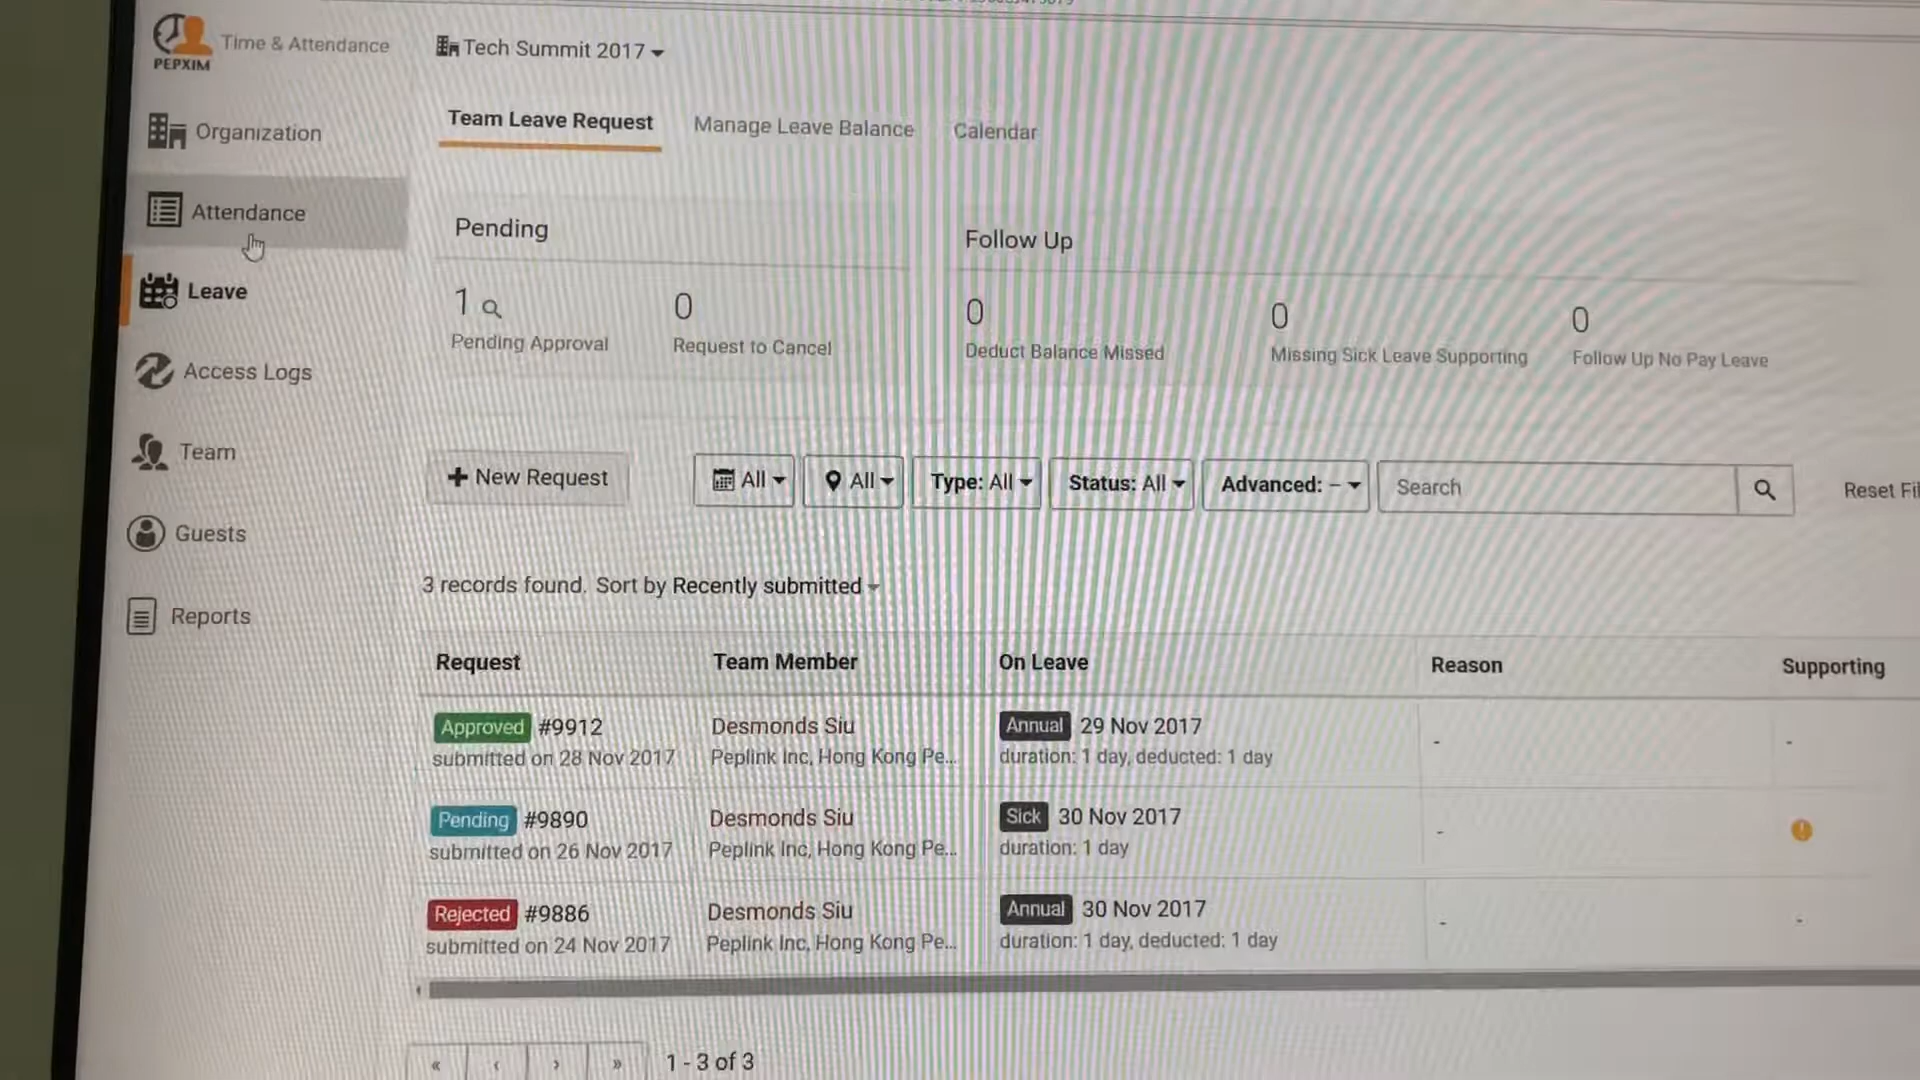 PEPXIM
Time & Attendance
Tech Summit 2017
Organization
Attendance
Leave
Access Logs
Team
Guests
Reports
Team Leave Request
Manage Leave Balance
Calendar
Pending
1
Pending Approval
0
Request to Cancel
Follow Up
0
Deduct Balance Missed
0
Missing Sick Leave Supporting
0
Follow Up No Pay Leave
+ New Request
All
All
Type: All
Status: All
Advanced: –
Search
Reset
3 records found. Sort by Recently submitted
Request Team Member On Leave Reason Supporting
Approved #9912 Desmonds Siu Annual 29 Nov 2017 - -
submitted on 28 Nov 2017 Peplink Inc, Hong Kong Pe... duration: 1 day, deducted: 1 day
Pending #9890 Desmonds Siu Sick 30 Nov 2017 - !
submitted on 26 Nov 2017 Peplink Inc, Hong Kong Pe... duration: 1 day
Rejected #9886 Desmonds Siu Annual 30 Nov 2017 - -
submitted on 24 Nov 2017 Peplink Inc, Hong Kong Pe... duration: 1 day, deducted: 1 day
« ‹ › » 1 - 3 of 3